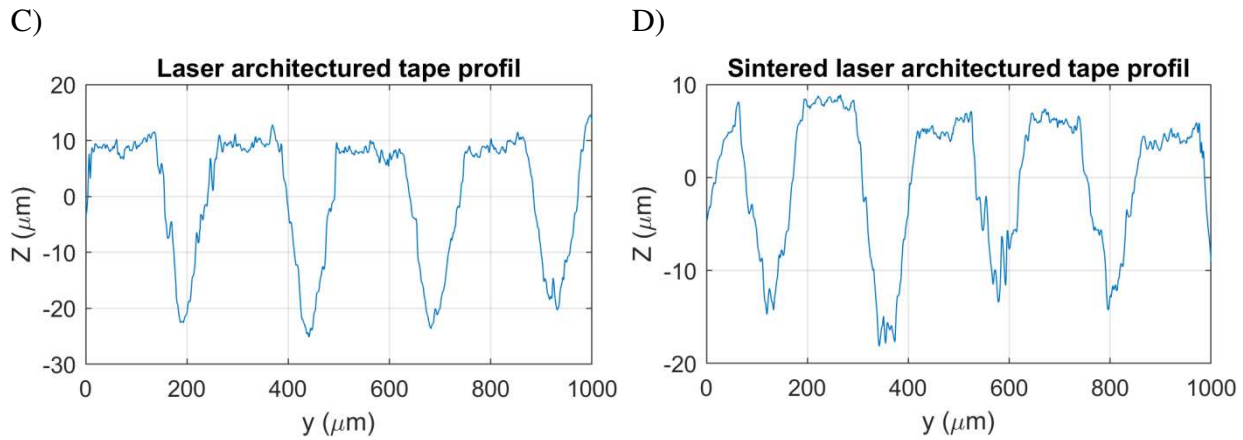 C)
Laser architectured tape profil
20
10
0
-10
-20
-30
Z (μm)
0 200 400 600 800 1000
y (μm)
D)
Sintered laser architectured tape profil
10
0
-10
-20
Z (μm)
0 200 400 600 800 1000
y (μm)